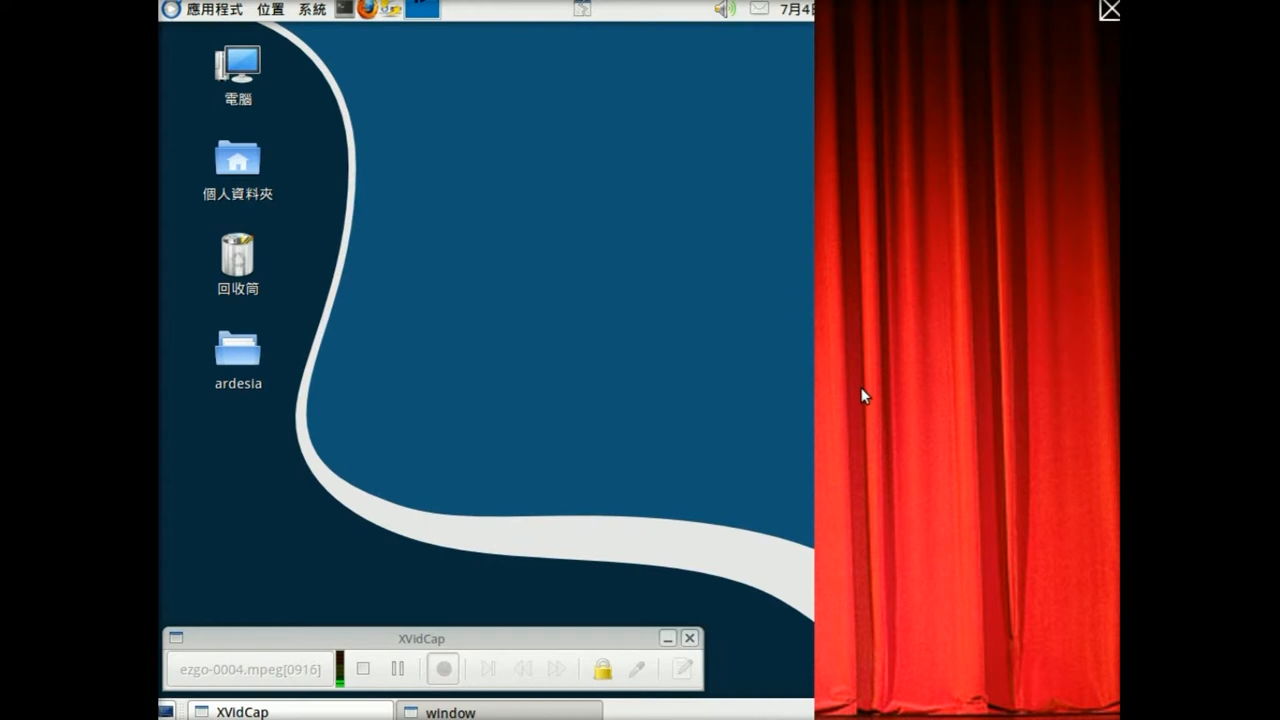 應用程式 位置 系統 7月4日
電腦
個人資料夾
回收筒
ardesia
XVidCap
ezgo-0004.mpeg[0916]
XVidCap window